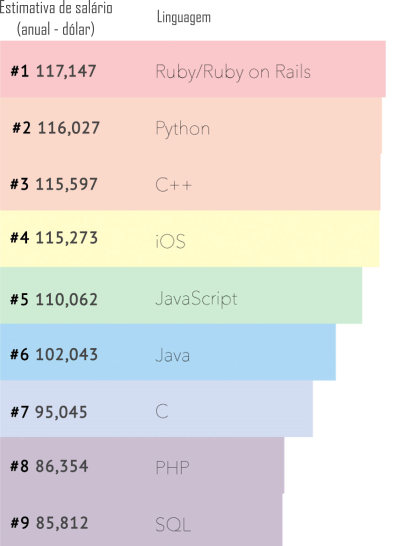 Estimativa de salário
(anual - dólar)
Linguagem
#1 117,147 Ruby/Ruby on Rails
#2 116,027 Python
#3 115,597 C++
#4 115,273 iOS
#5 110,062 JavaScript
#6 102,043 Java
#7 95,045 C
#8 86,354 PHP
#9 85,812 SQL